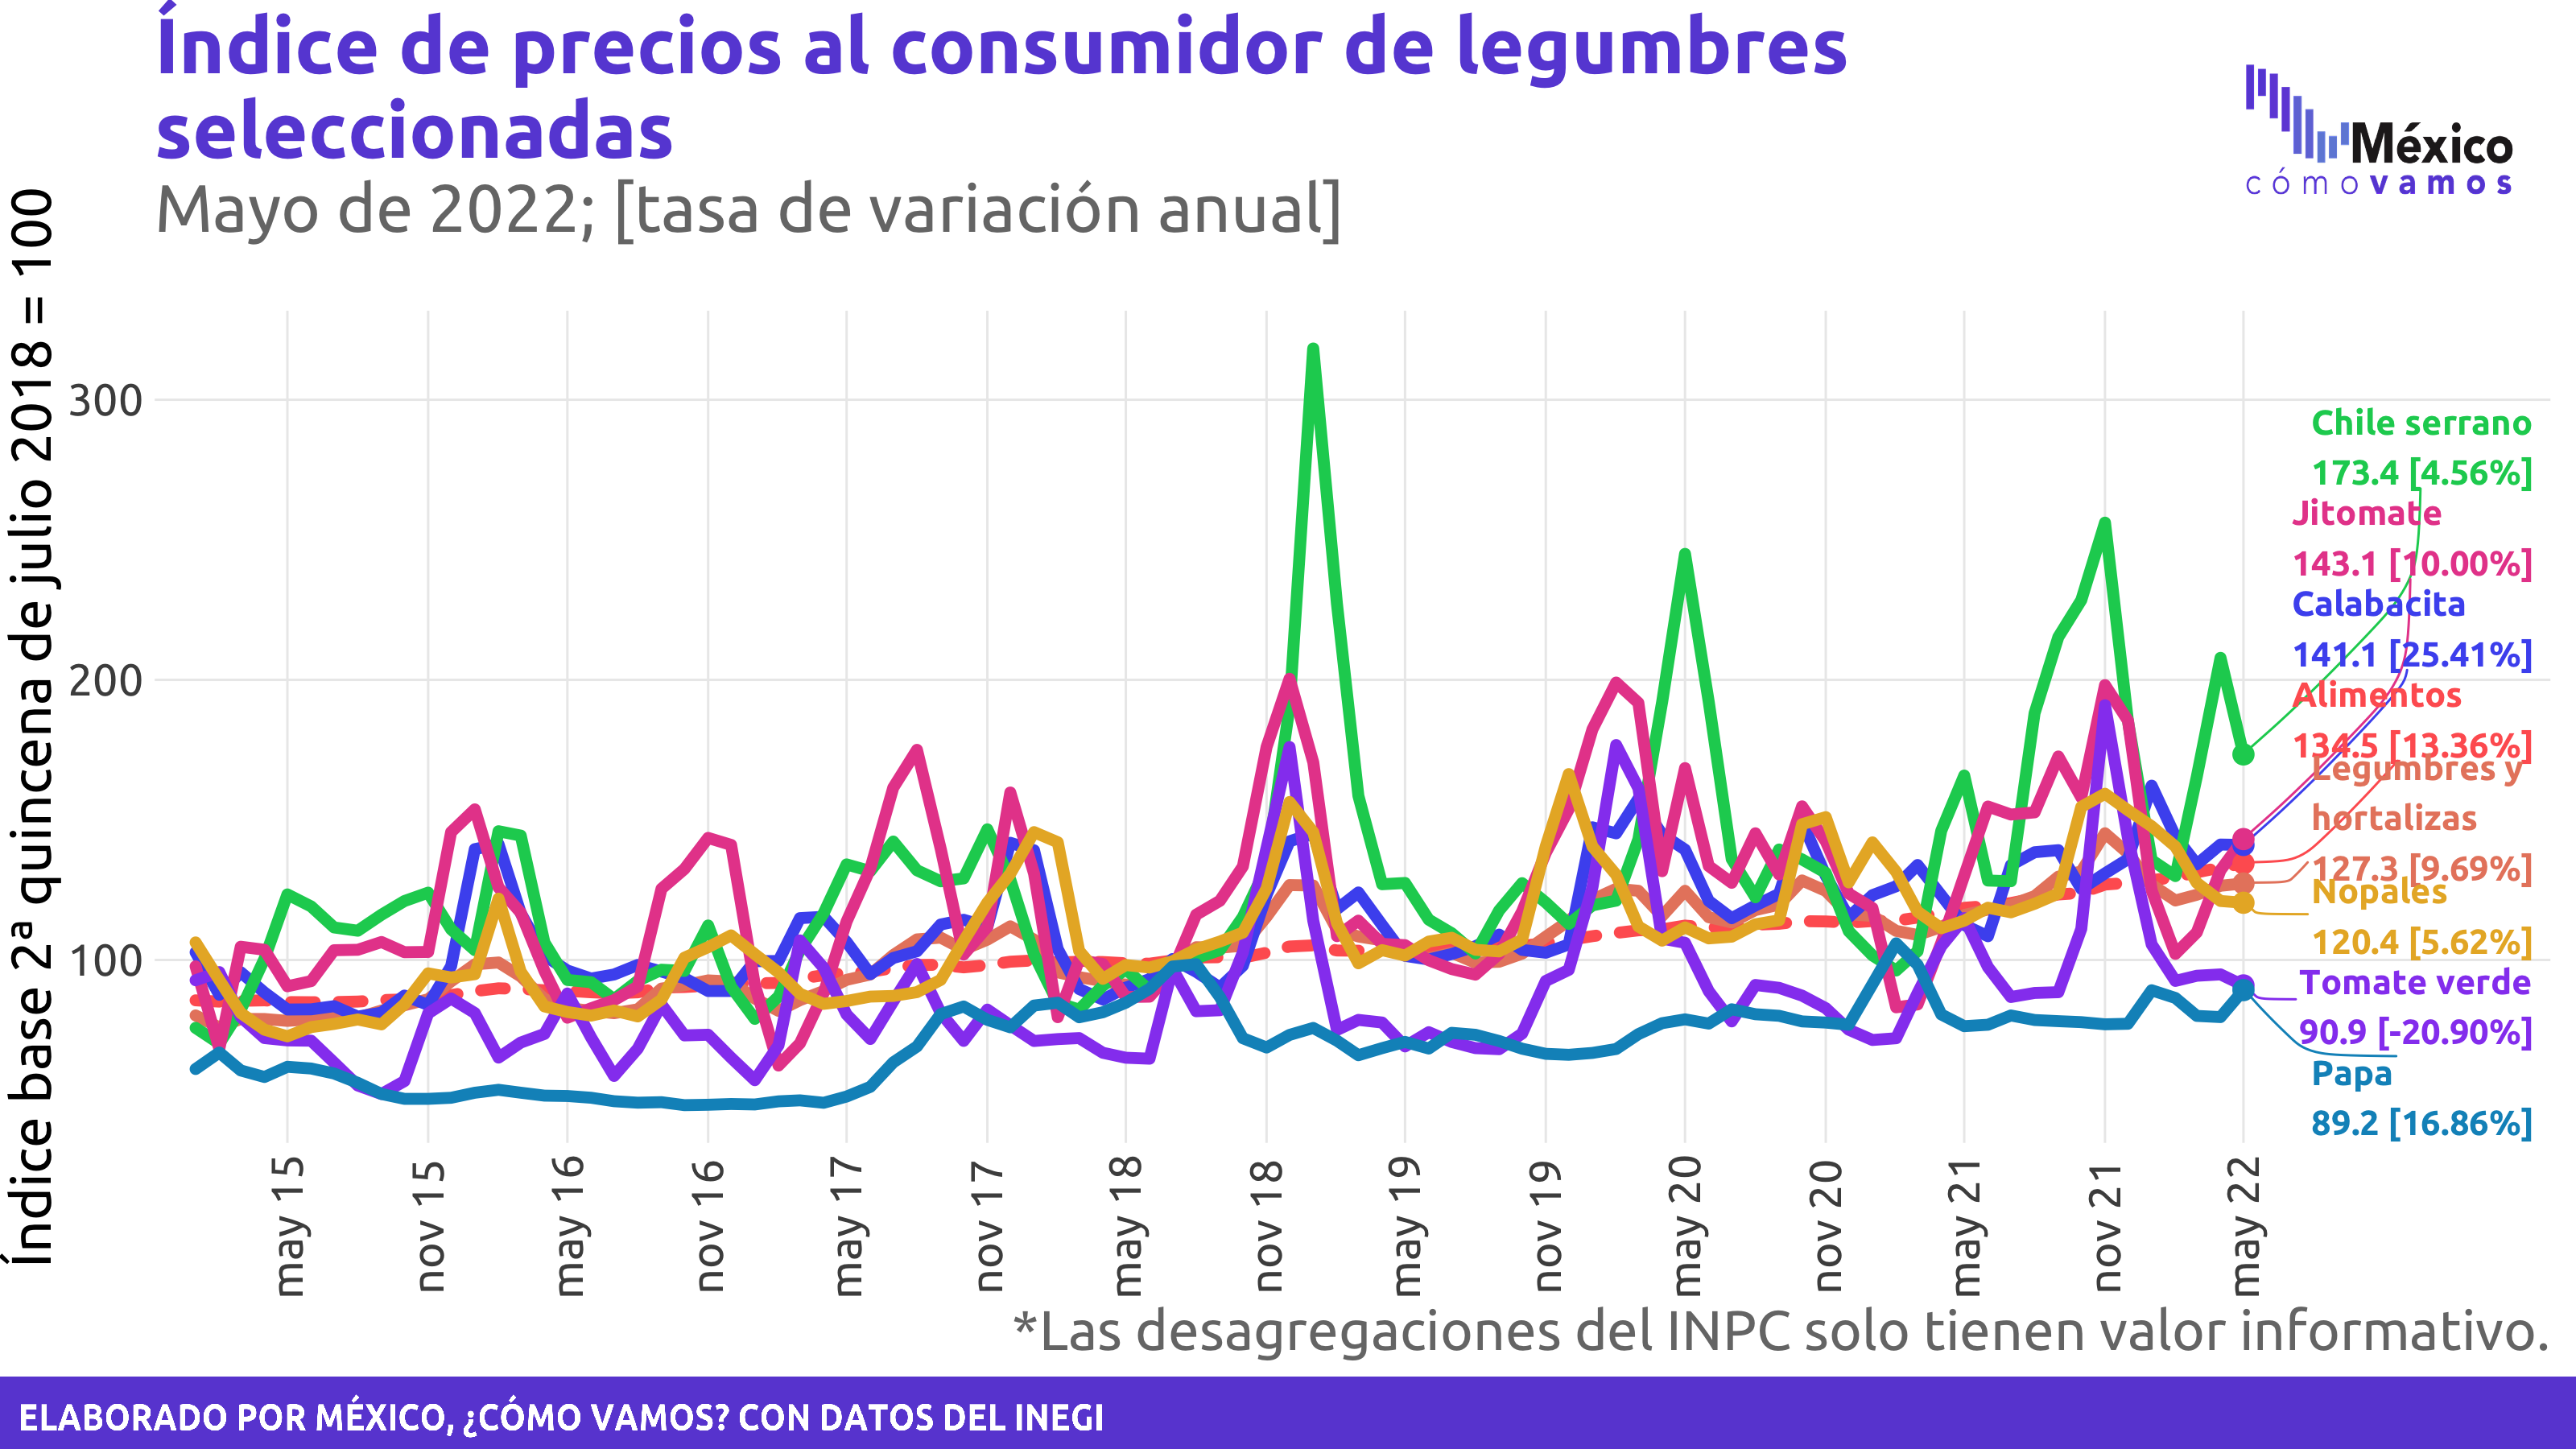 Índice de precios al consumidor de legumbres
seleccionadas
Mayo de 2022; [tasa de variación anual]
México
cómo vamos
Índice base 2ª quincena de julio 2018 = 100
300
200
100
Chile serrano
173.4 [4.56%]
Jitomate
143.1 [10.00%]
Calabacita
141.1 [25.41%]
Alimentos
134.5 [13.36%]
Legumbres y
hortalizas
127.3 [9.69%]
Nopales
120.4 [5.62%]
Tomate verde
90.9 [-20.90%]
Papa
89.2 [16.86%]
may 15
nov 15
may 16
nov 16
may 17
nov 17
may 18
nov 18
may 19
nov 19
may 20
nov 20
may 21
nov 21
may 22
*Las desagregaciones del INPC solo tienen valor informativo.
ELABORADO POR MÉXICO, ¿CÓMO VAMOS? CON DATOS DEL INEGI